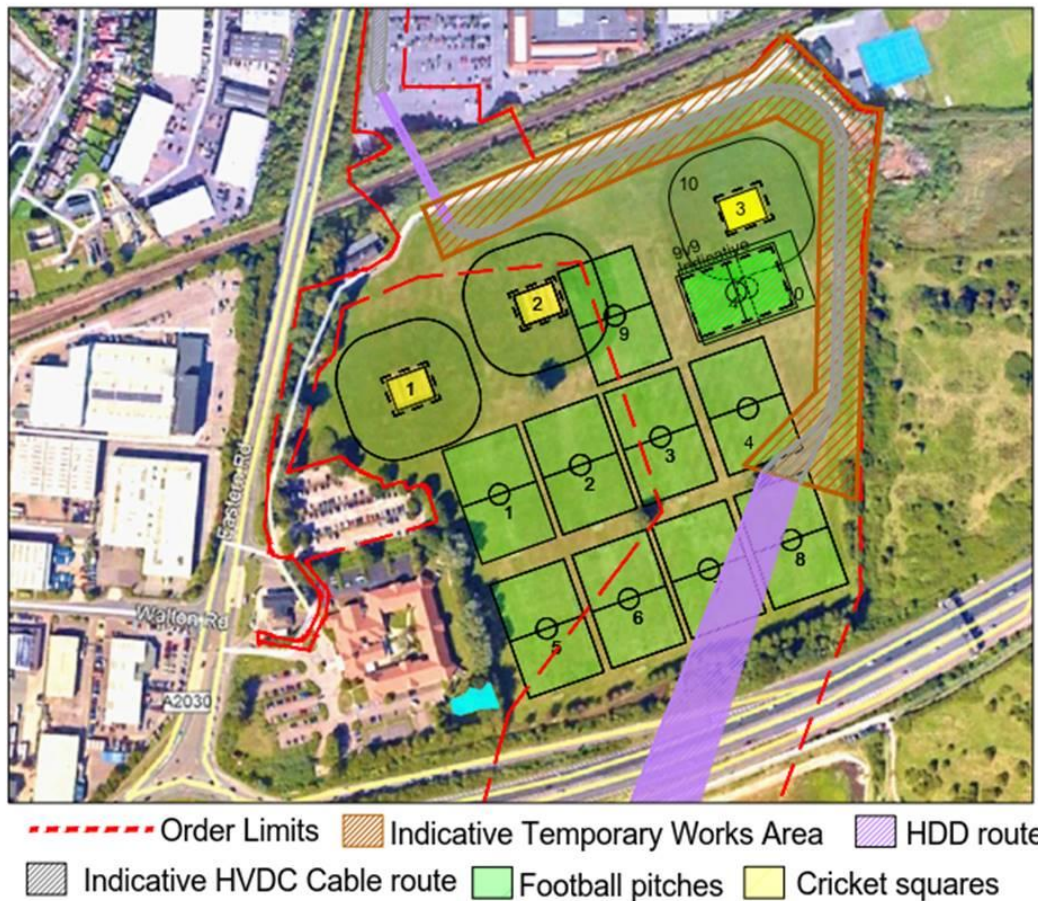 10
3
9v9
Indicative
2
9
1
3
4
2
1
Eastern Rd
8
6
5
Walton Rd
A2030
Order Limits
Indicative Temporary Works Area
HDD route
Indicative HVDC Cable route
Football pitches
Cricket squares